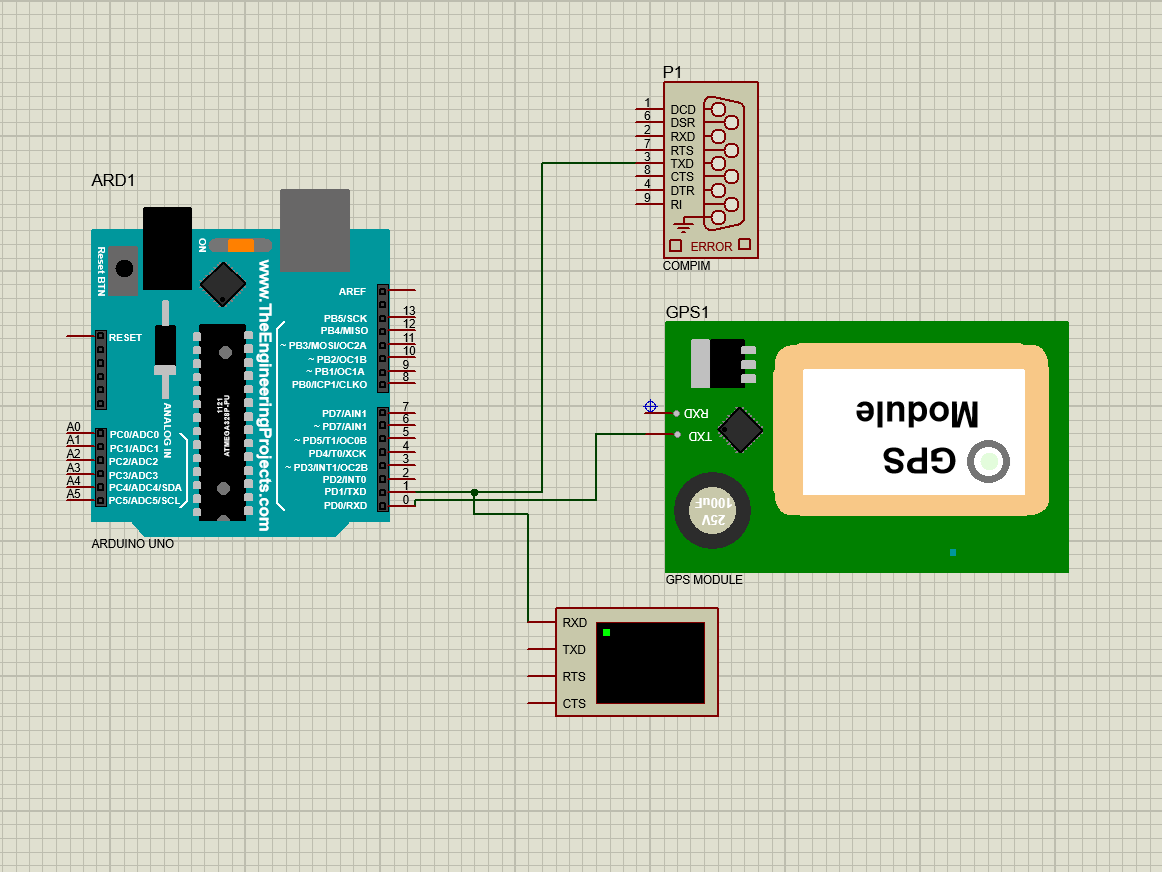 P1
1 DCD
6 DSR
2 RXD
7 RTS
3 TXD
8 CTS
4 DTR
9 RI
ERROR
COMPIM
ARD1
Reset BTN
ON
www.TheEngineeringProjects.com
RESET
1121
ATMEGA328P-PU
ANALOG IN
A0 PC0/ADC0
A1 PC1/ADC1
A2 PC2/ADC2
A3 PC3/ADC3
A4 PC4/ADC4/SDA
A5 PC5/ADC5/SCL
AREF
PB5/SCK 13
PB4/MISO 12
~ PB3/MOSI/OC2A 11
~ PB2/OC1B 10
~ PB1/OC1A 9
PB0/ICP1/CLKO 8
PD7/AIN1 7
~ PD7/AIN1 6
~ PD5/T1/OC0B 5
PD4/T0/XCK 4
~ PD3/INT1/OC2B 3
PD2/INT0 2
PD1/TXD 1
PD0/RXD 0
ARDUINO UNO
GPS1
RXD
TXD
GPS
Module
25V
100uF
GPS MODULE
RXD
TXD
RTS
CTS